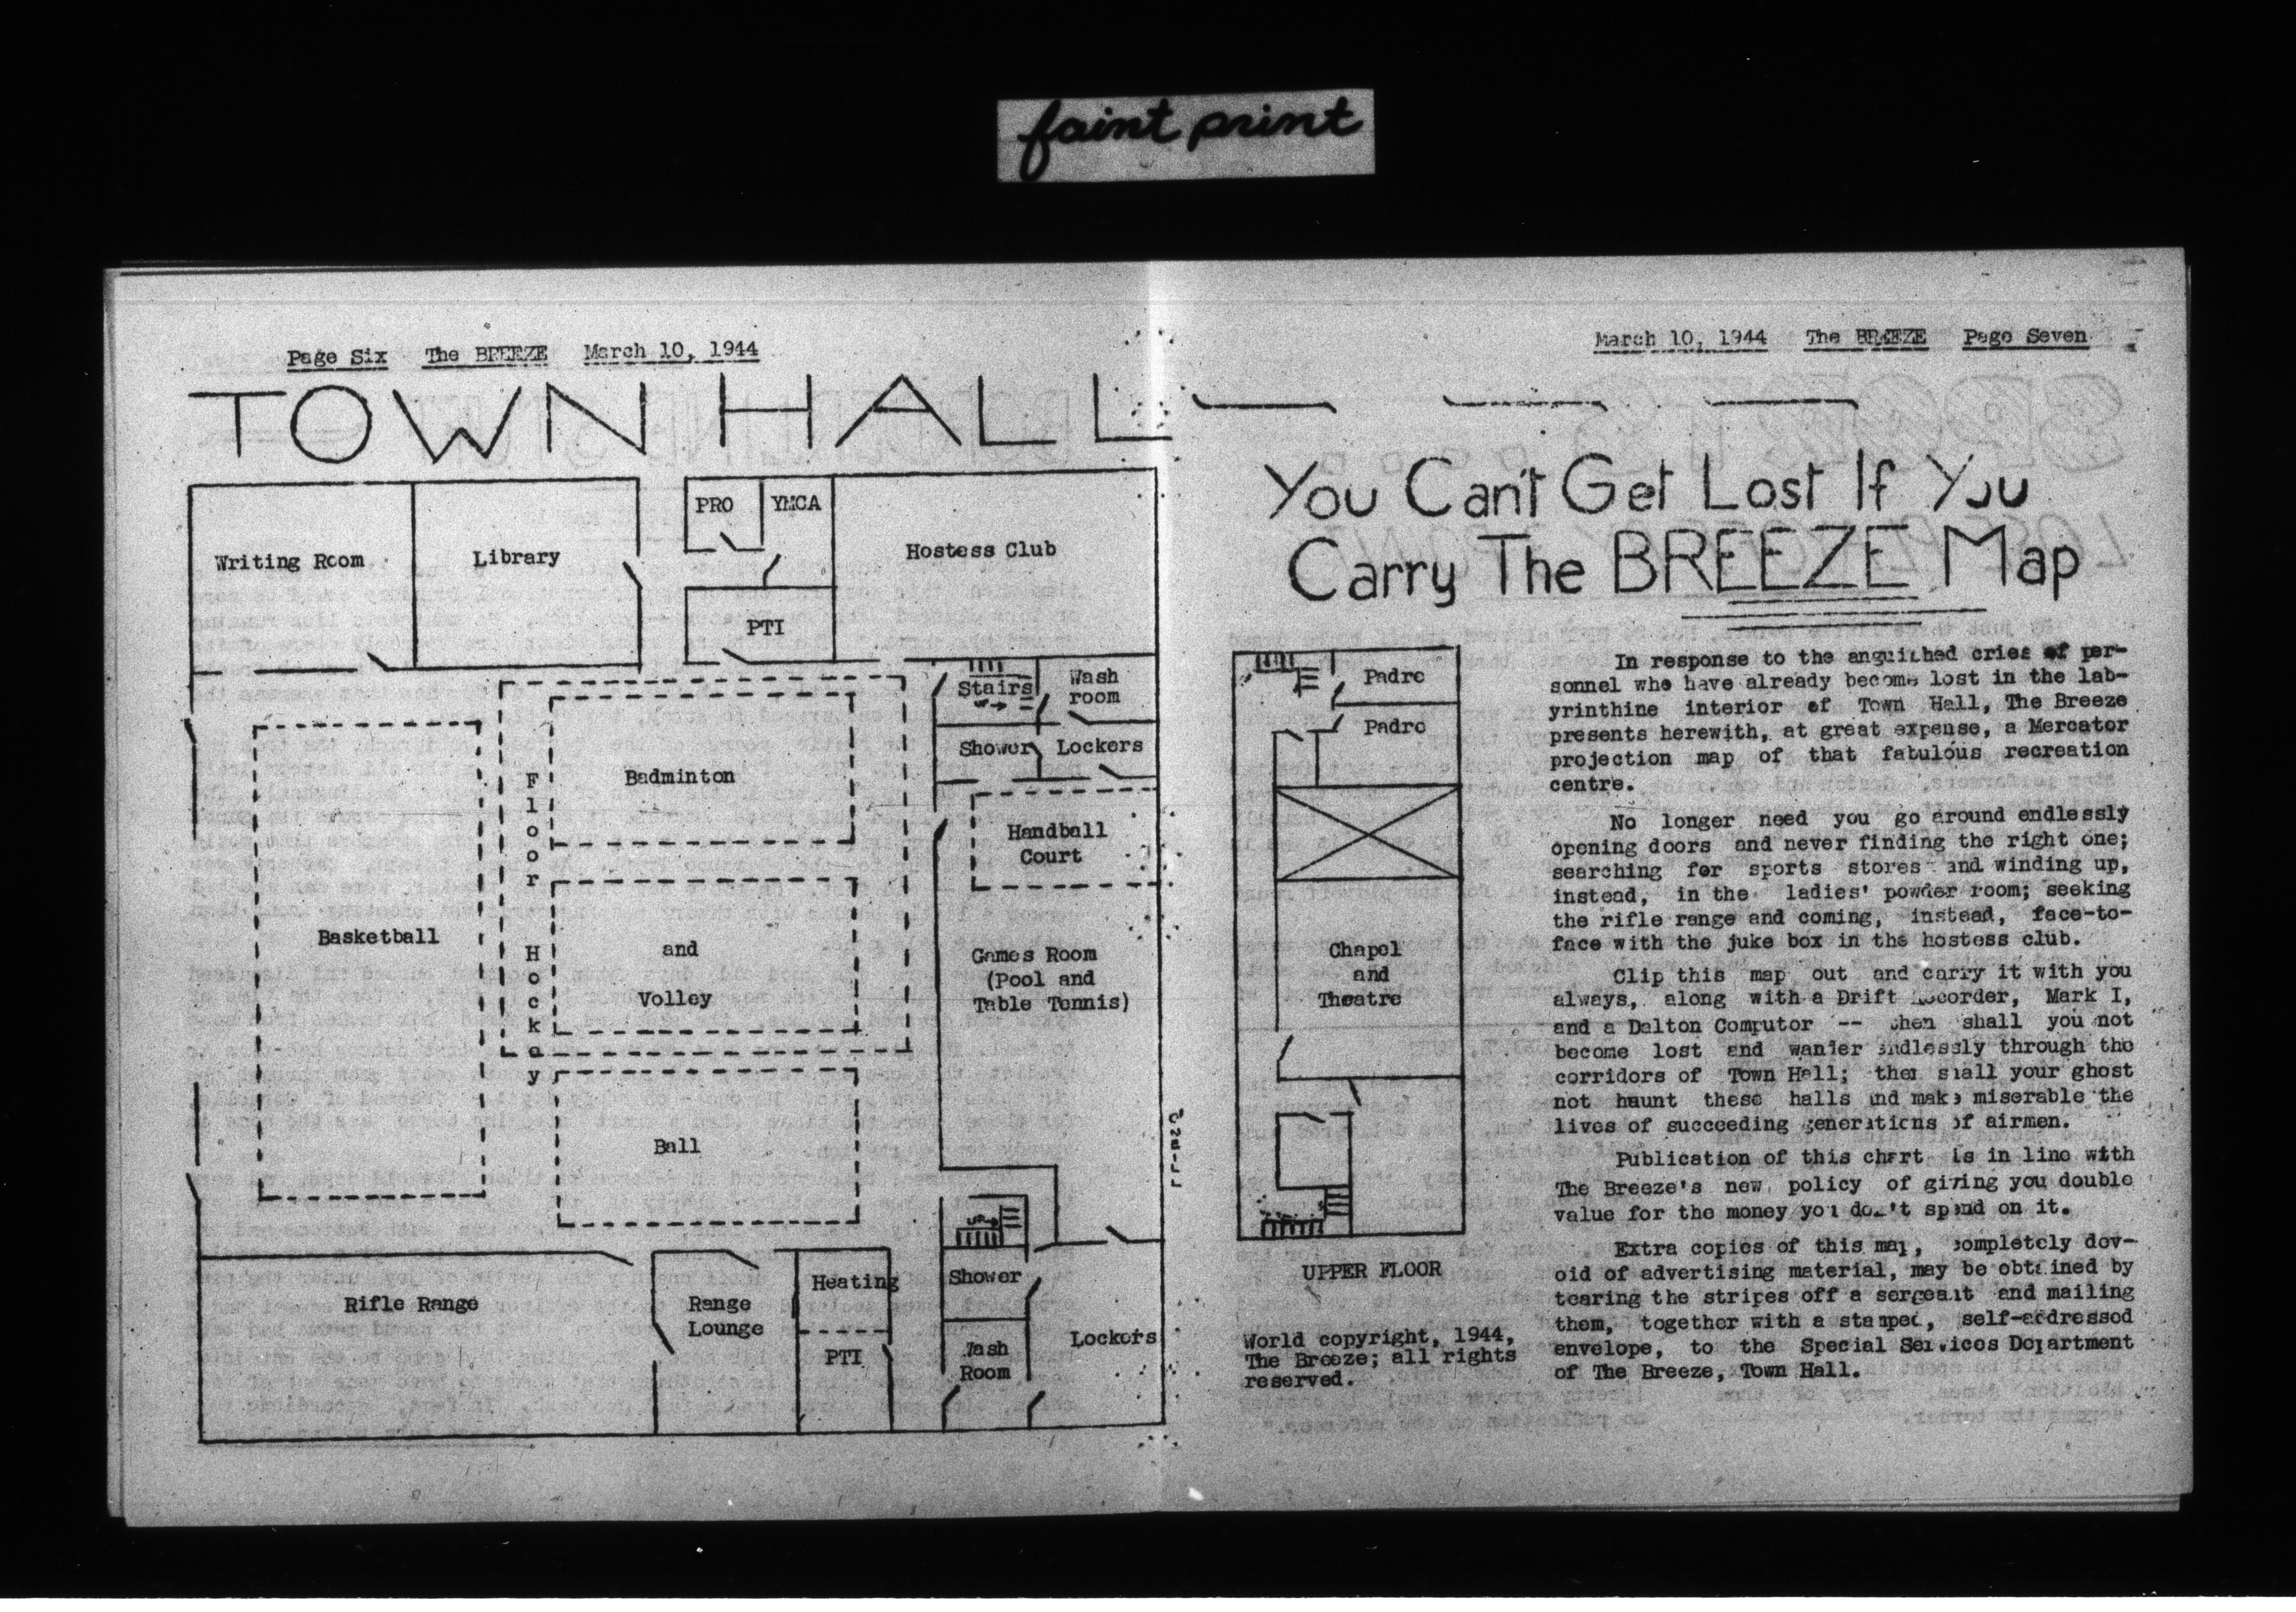 faint print
Page Six The BREEZE March 10, 1944
TOWN HALL
PRO YMCA
Writing Room
Library
Hostess Club
PTI
Stairs
UP
Wash
room
Shower
Lockers
Badminton
Floor Hockey
Handball
Court
Basketball
and
Volley
Games Room
(Pool and
Table Tennis)
Ball
UP
Rifle Range
Range
Lounge
Heating
PTI
Shower
Wash
Room
Lockers
March 10, 1944 The BREEZE Page Seven
You Can't Get Lost If You
Carry The BREEZE Map
Padre
Padre
Chapel
and
Theatre
UPPER FLOOR
World copyright, 1944,
The Breeze; all rights
reserved.
In response to the anguished cries of per-
sonnel who have already become lost in the lab-
yrinthine interior of Town Hall, The Breeze
presents herewith, at great expense, a Mercator
projection map of that fabulous recreation
centre.
No longer need you go around endlessly
opening doors and never finding the right one;
searching for sports stores and winding up,
instead, in the ladies' powder room; seeking
the rifle range and coming, instead, face-to-
face with the juke box in the hostess club.
Clip this map out and carry it with you
always, along with a Drift Recorder, Mark I,
and a Dalton Computor -- then shall you not
become lost and wander endlessly through the
corridors of Town Hall; then shall your ghost
not haunt these halls and make miserable the
lives of succeeding generations of airmen.
Publication of this chart is in line with
The Breeze's new policy of giving you double
value for the money you don't spend on it.
Extra copies of this map, completely dev-
oid of advertising material, may be obtained by
tearing the stripes off a sergeant and mailing
them, together with a stamped, self-addressed
envelope, to the Special Services Department
of The Breeze, Town Hall.